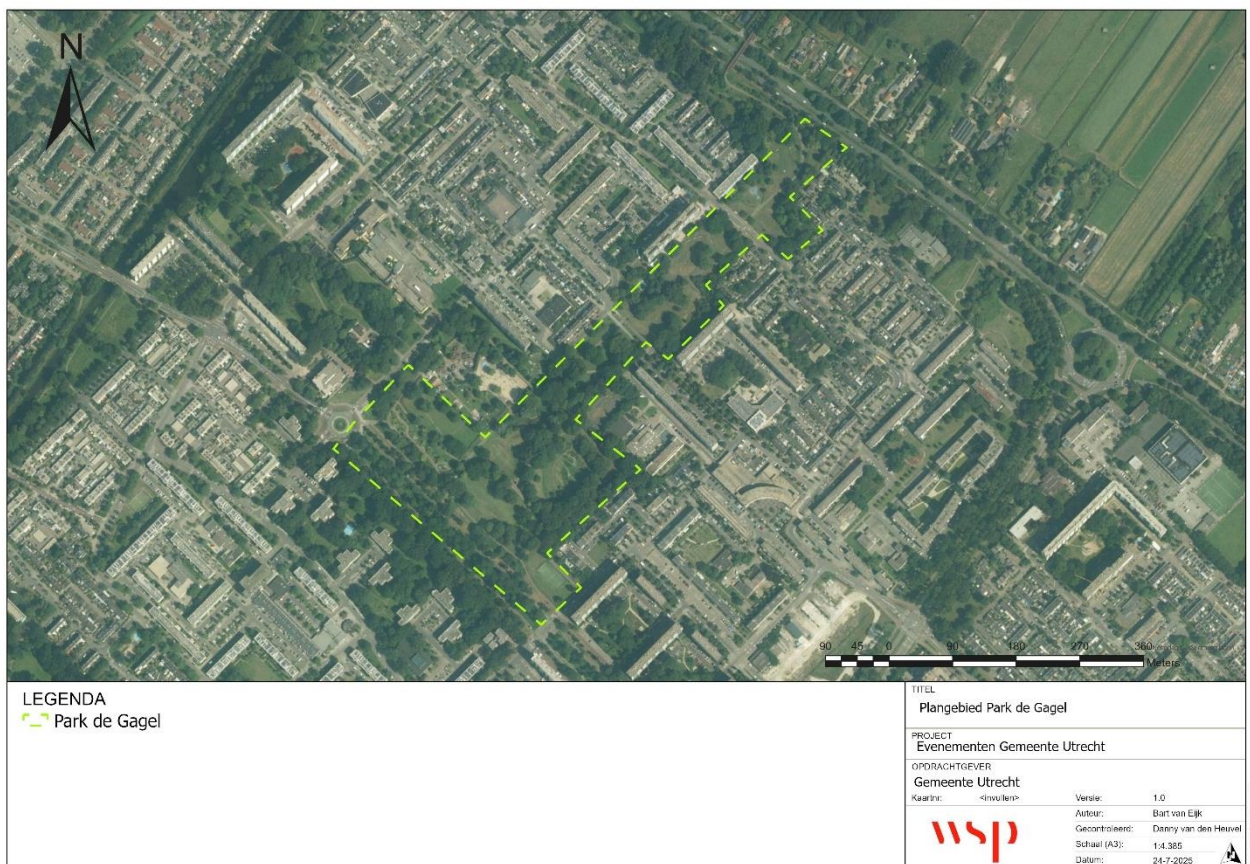 N
90 45 0 90 180 270 360
Meters
LEGENDA
Park de Gagel
TITEL
Plangebied Park de Gagel
PROJECT
Evenementen Gemeente Utrecht
OPDRACHTGEVER
Gemeente Utrecht
Kaartnr: <invullen> Versie: 1.0
Auteur: Bart van Eijk
Gecontroleerd: Danny van den Heuvel
Schaal (A3): 1:4.385
Datum: 24-7-2025
wsp